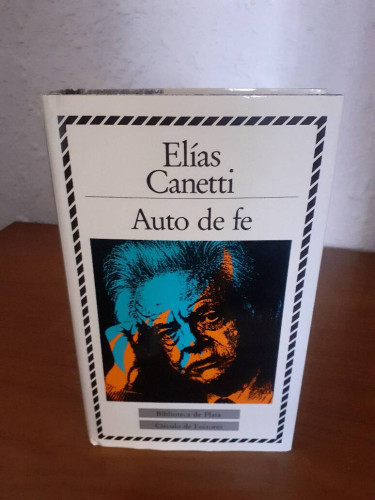 Elías
Canetti
Auto de fe
Biblioteca de Plata
Círculo de Lectores